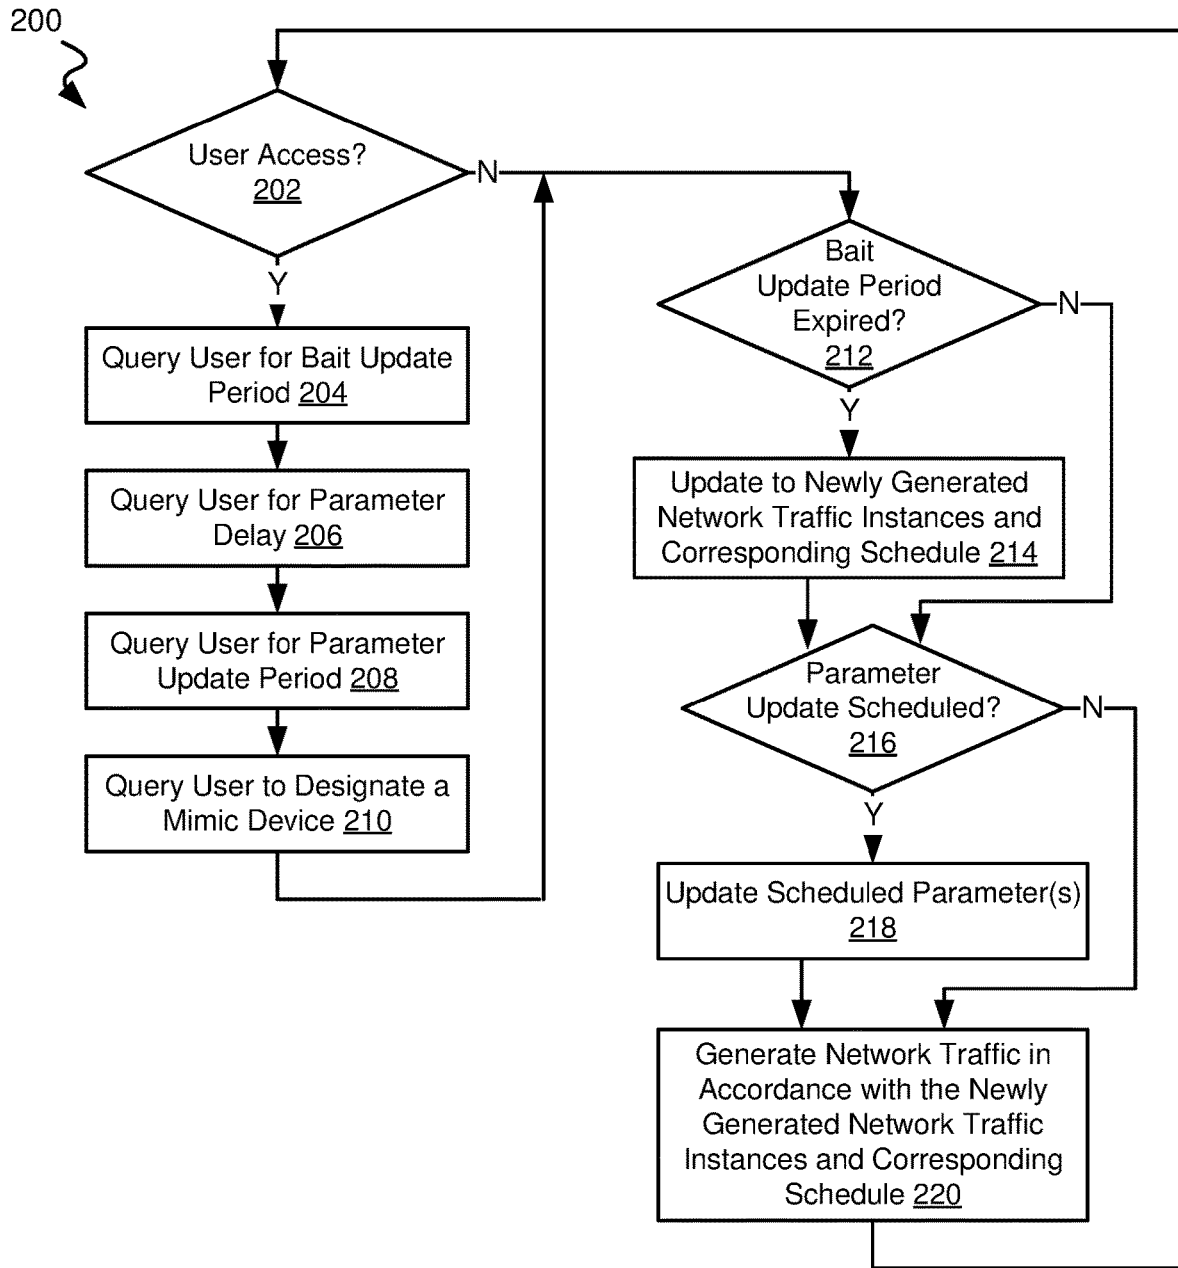 200
User Access?
202
N
Y
Query User for Bait Update
Period 204
Query User for Parameter
Delay 206
Query User for Parameter
Update Period 208
Query User to Designate a
Mimic Device 210
Bait
Update Period
Expired?
212
N
Y
Update to Newly Generated
Network Traffic Instances and
Corresponding Schedule 214
Parameter
Update Scheduled?
216
N
Y
Update Scheduled Parameter(s)
218
Generate Network Traffic in
Accordance with the Newly
Generated Network Traffic
Instances and Corresponding
Schedule 220